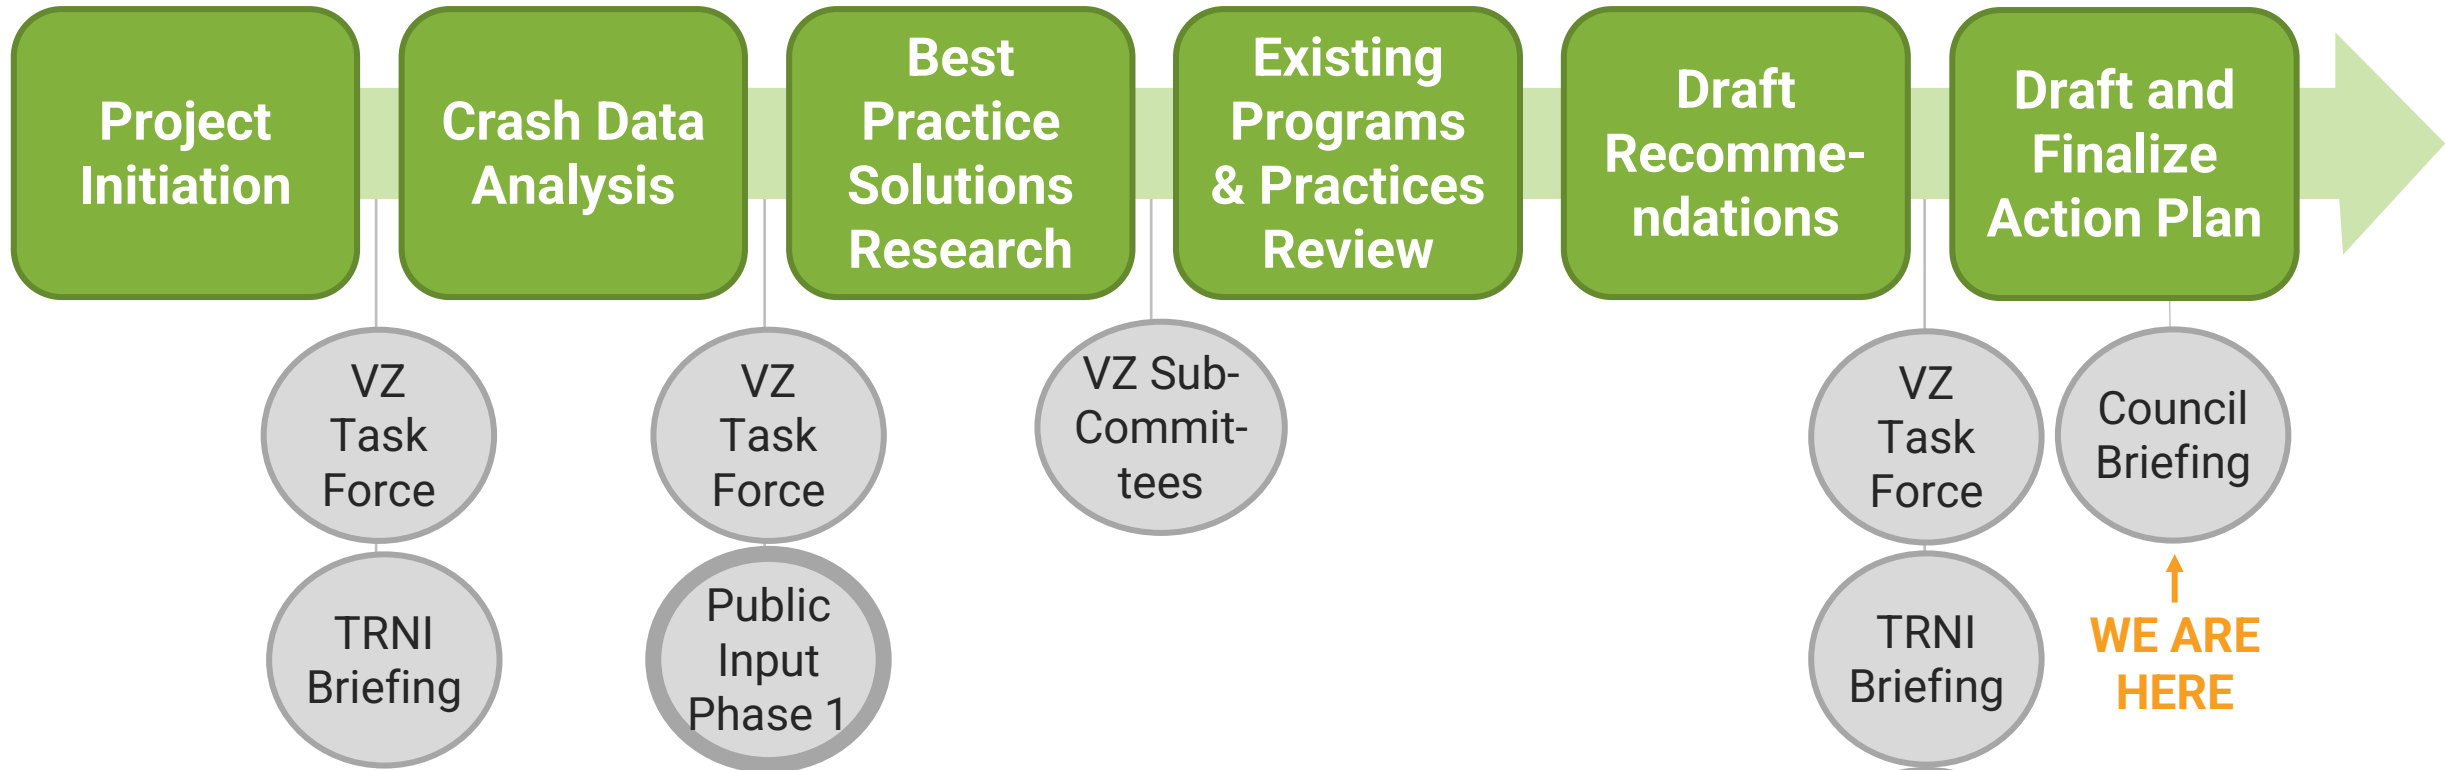 Project
Initiation
Crash Data
Analysis
Best
Practice
Solutions
Research
Existing
Programs
& Practices
Review
Draft
Recomme-
ndations
Draft and
Finalize
Action Plan
VZ
Task
Force
TRNI
Briefing
VZ
Task
Force
Public
Input
Phase 1
VZ Sub-
Commit-
tees
VZ
Task
Force
TRNI
Briefing
Council
Briefing
WE ARE
HERE